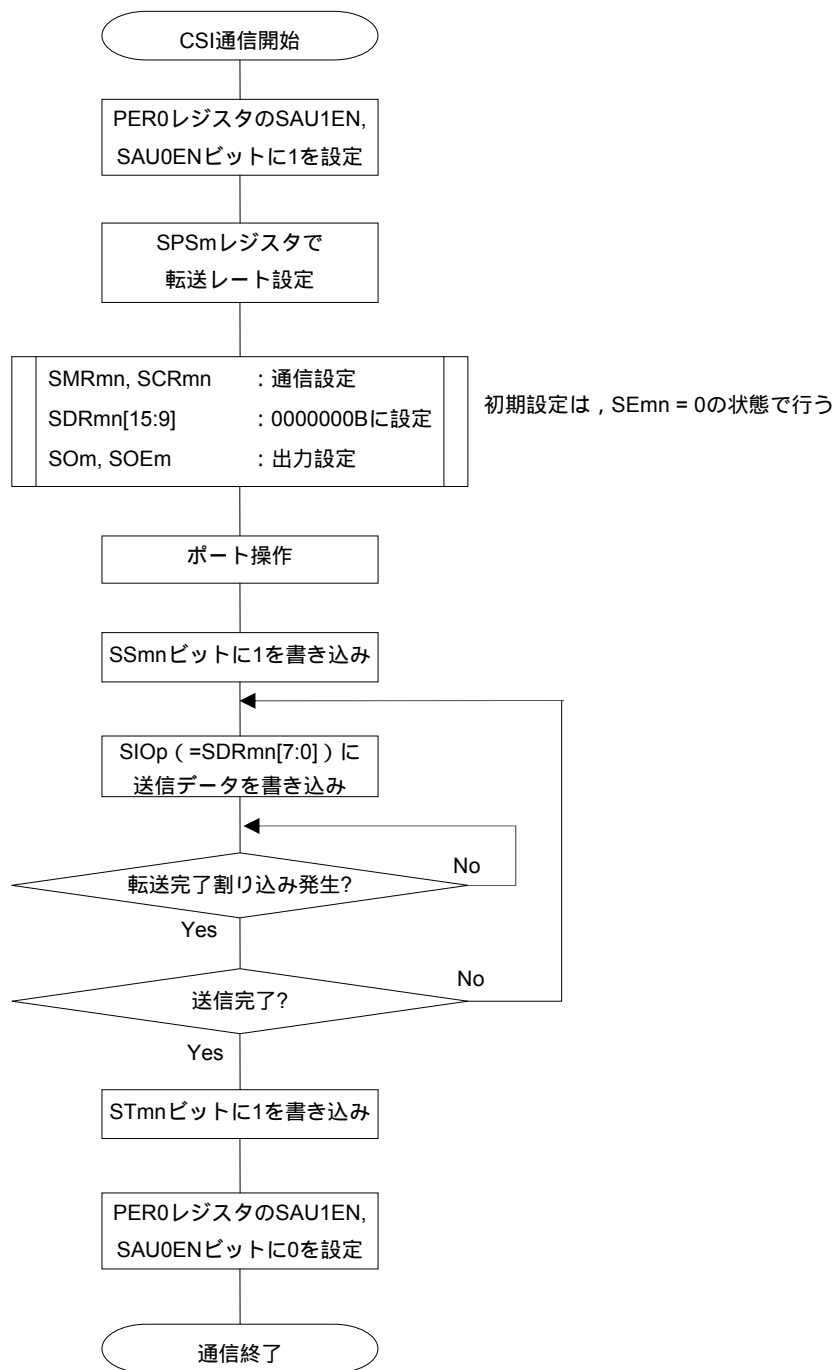 CSI通信開始
PER0レジスタのSAU1EN,
SAU0ENビットに1を設定
SPSmレジスタで
転送レート設定
SMRmn, SCRmn ：通信設定
SDRmn[15:9] ：0000000Bに設定
SOm, SOEm ：出力設定
初期設定は，SEmn = 0の状態で行う
ポート操作
SSmnビットに1を書き込み
SIOp（=SDRmn[7:0]）に
送信データを書き込み
転送完了割り込み発生?
No
Yes
送信完了?
No
Yes
STmnビットに1を書き込み
PER0レジスタのSAU1EN,
SAU0ENビットに0を設定
通信終了